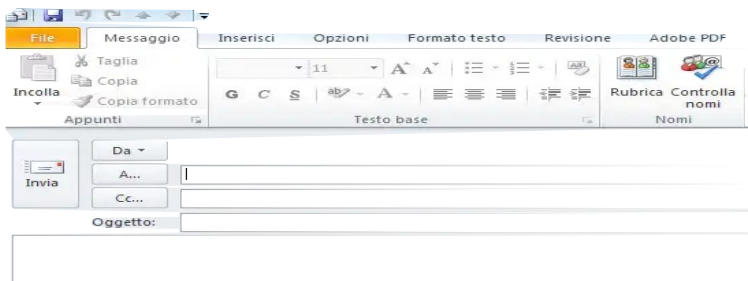 File Messaggio Inserisci Opzioni Formato testo Revisione Adobe PDF
Taglia
Copia
Copia formato
Incolla
11
G C S
Rubrica Controlla nomi
Appunti Testo base Nomi
Da
A...
Invia
Cc...
Oggetto: